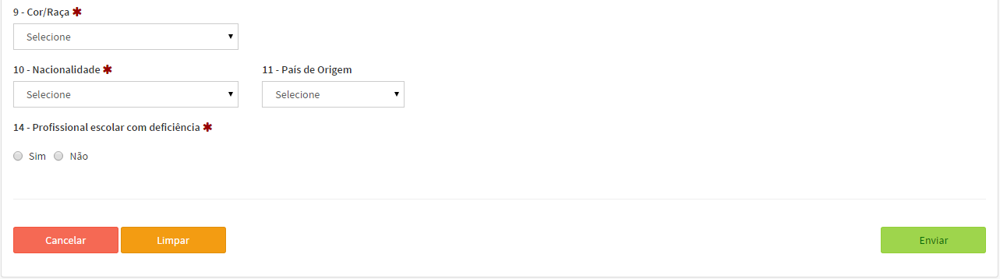 9 - Cor/Raça ✱
Selecione
10 - Nacionalidade ✱ 11 - País de Origem
Selecione Selecione
14 - Profissional escolar com deficiência ✱
Sim Não
Cancelar Limpar Enviar